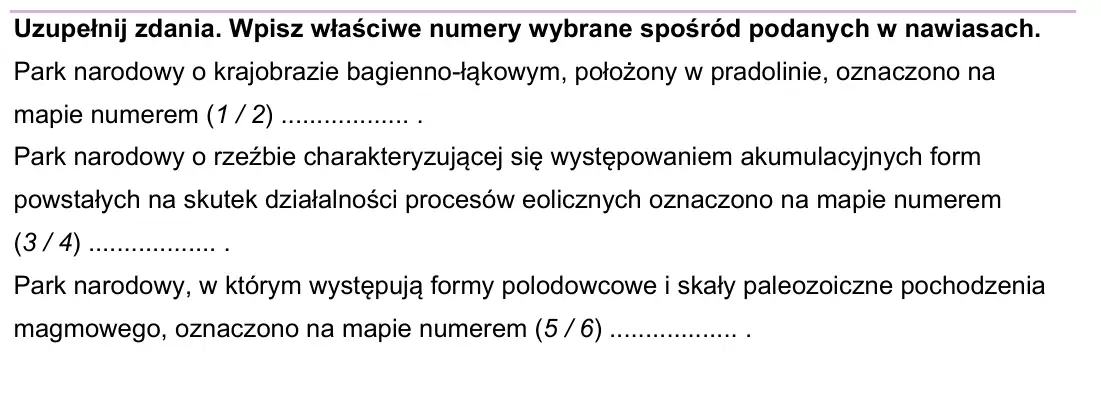 Uzupełnij zdania. Wpisz właściwe numery wybrane spośród podanych w nawiasach.
Park narodowy o krajobrazie bagienno-łąkowym, położony w pradolinie, oznaczono na
mapie numerem (1 / 2) .................. .
Park narodowy o rzeźbie charakteryzującej się występowaniem akumulacyjnych form
powstałych na skutek działalności procesów eolicznych oznaczono na mapie numerem
(3 / 4) .................. .
Park narodowy, w którym występują formy polodowcowe i skały paleozoiczne pochodzenia
magmowego, oznaczono na mapie numerem (5 / 6) .................. .